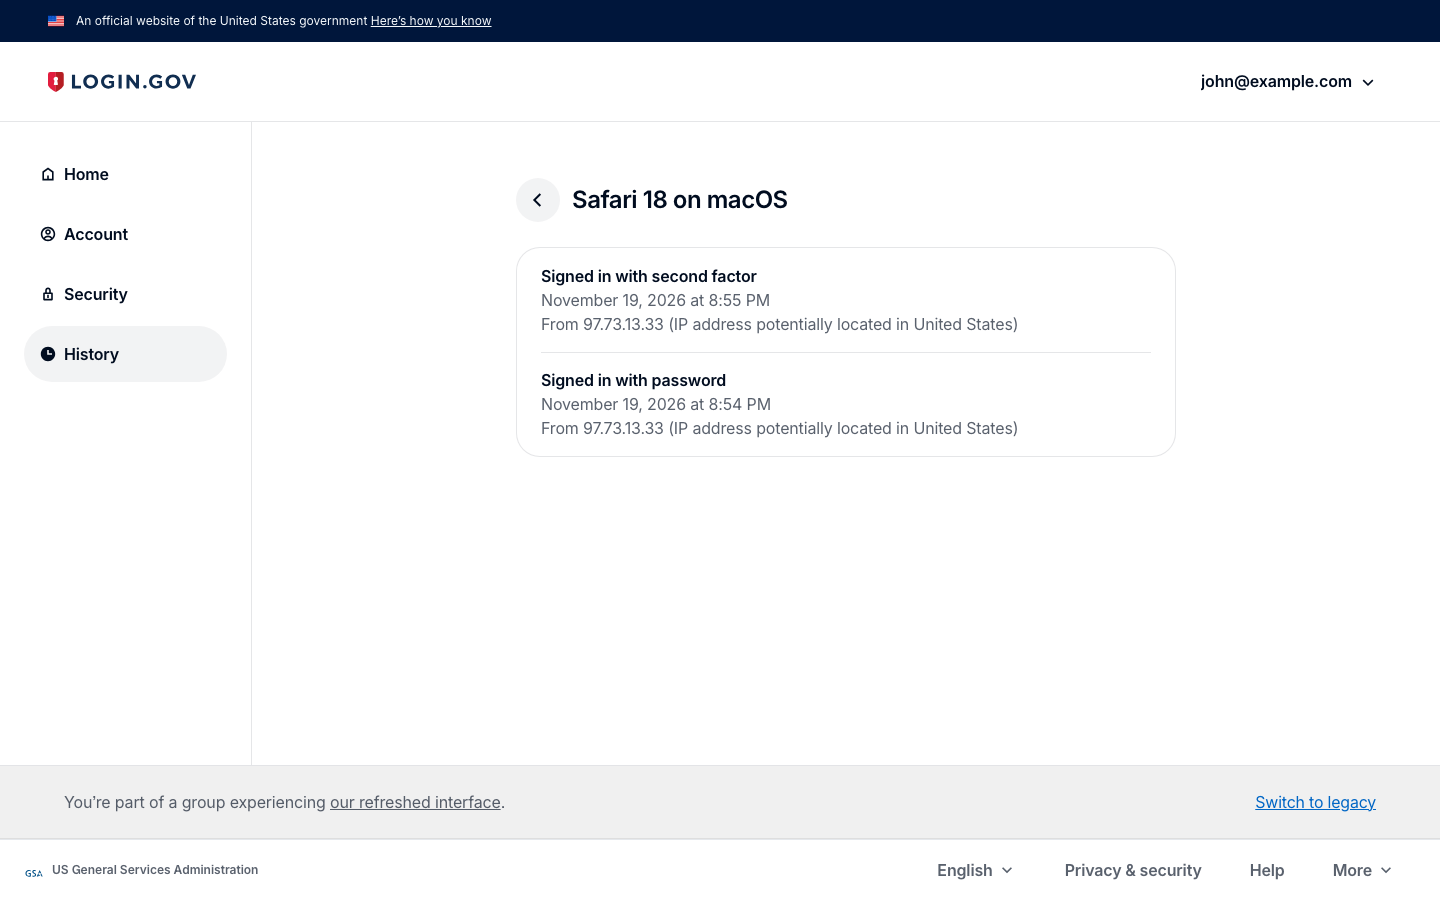 An official website of the United States government Here's how you know
LOGIN.GOV
john@example.com
Home
Account
Security
History
Safari 18 on macOS
Signed in with second factor
November 19, 2026 at 8:55 PM
From 97.73.13.33 (IP address potentially located in United States)
Signed in with password
November 19, 2026 at 8:54 PM
From 97.73.13.33 (IP address potentially located in United States)
You’re part of a group experiencing our refreshed interface.
Switch to legacy
GSA US General Services Administration
English
Privacy & security
Help
More